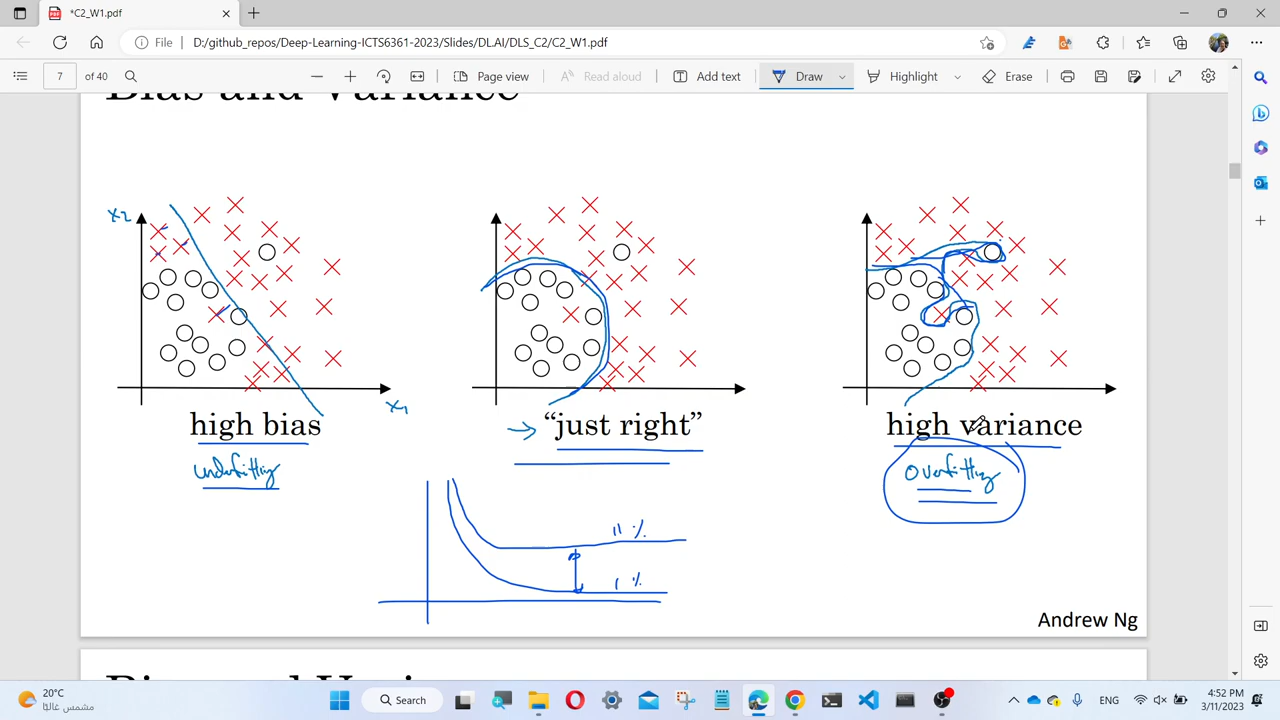 *C2_W1.pdf
File
D:/github_repos/Deep-Learning-ICTS6361-2023/Slides/DL.AI/DLS_C2/C2_W1.pdf
7 of 40
Page view
Read aloud
Add text
Draw
Highlight
Erase
Bias and Variance
x2
x1
high bias
"just right"
high variance
underfitting
overfitting
11 %
1 %
Andrew Ng
20°C
مشمس غالبًا
Search
ENG
4:52 PM
3/11/2023